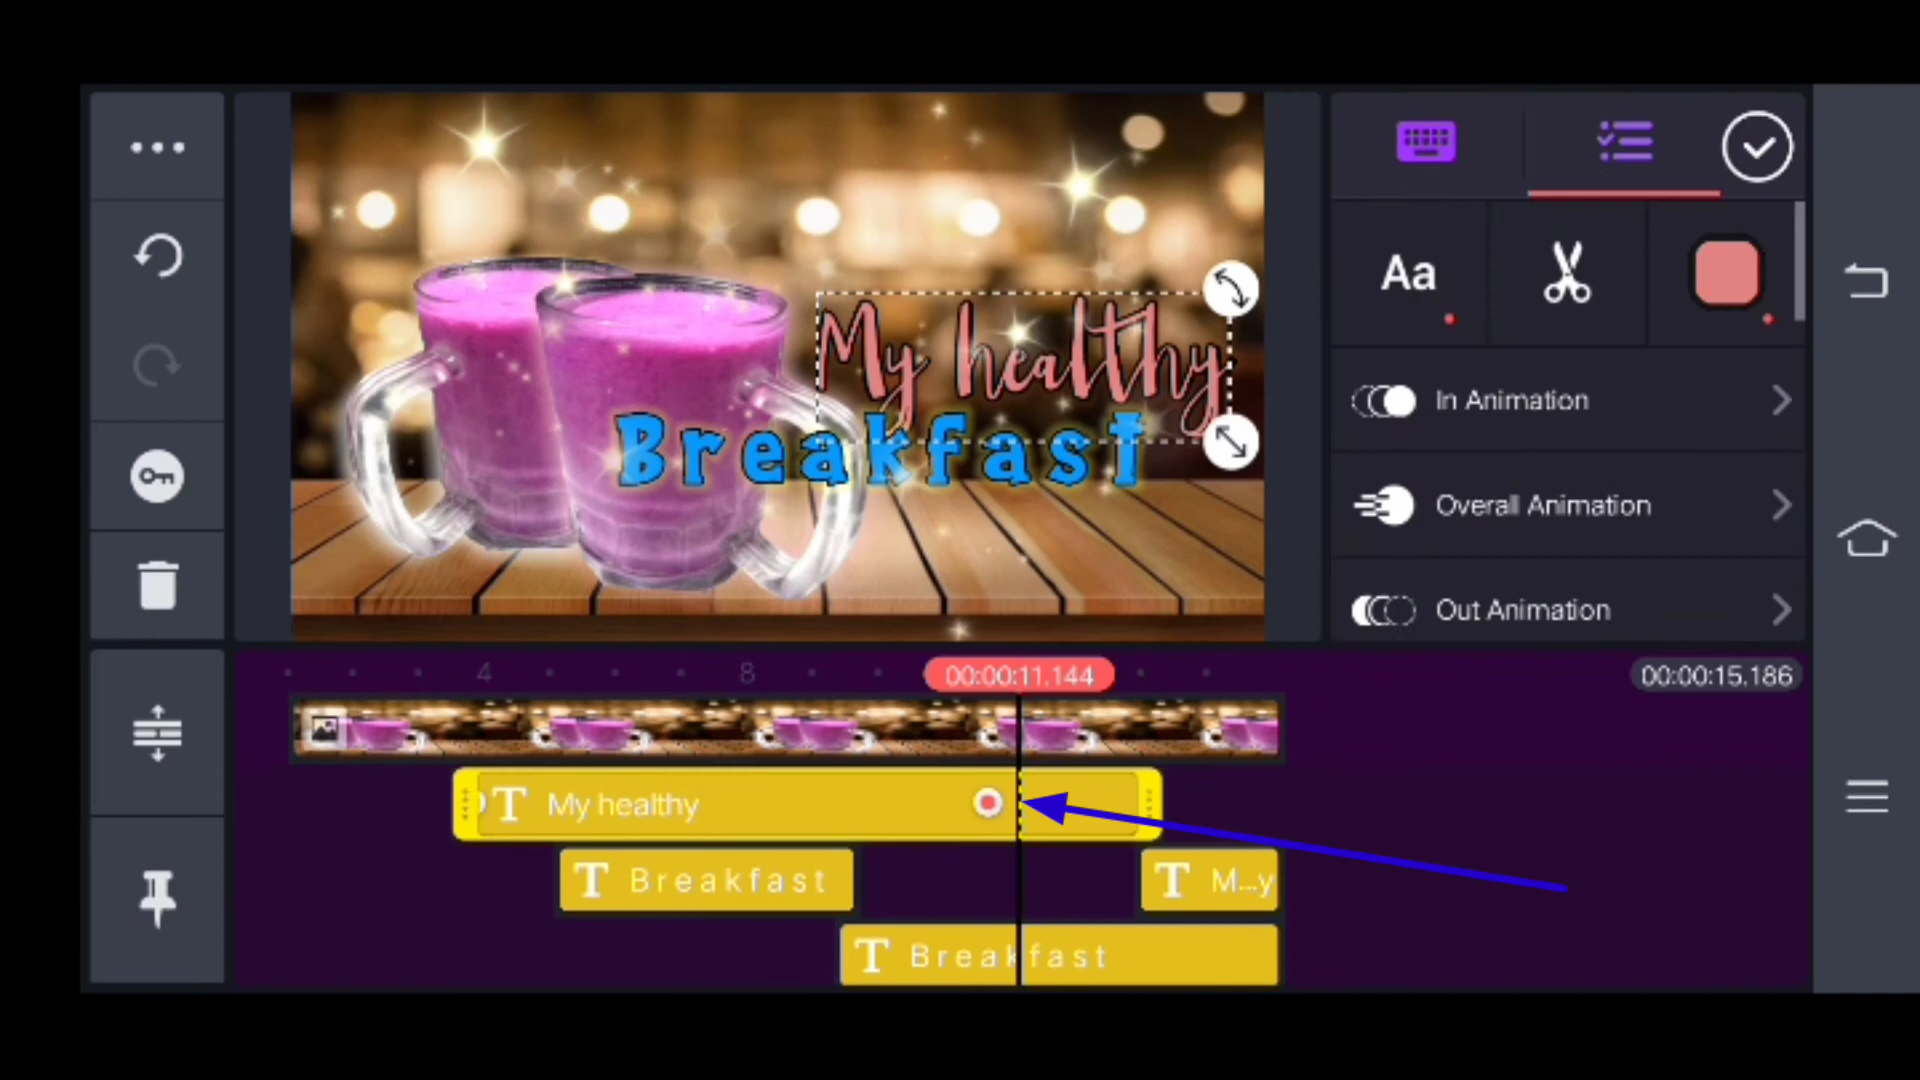 My healthy
Breakfast
Aa
In Animation
Overall Animation
Out Animation
4
8
00:00:11.144
00:00:15.186
T My healthy
T Breakfast
T M...y
T Breakfast